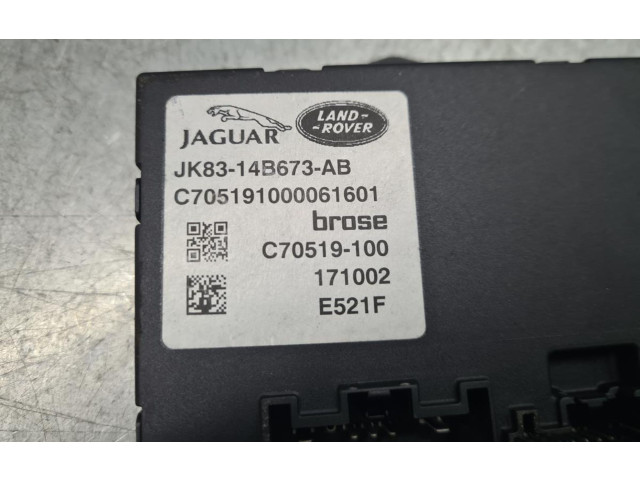 JAGUAR
LAND-
-ROVER
JK83-14B673-AB
C705191000061601
brose
C70519-100
171002
E521F